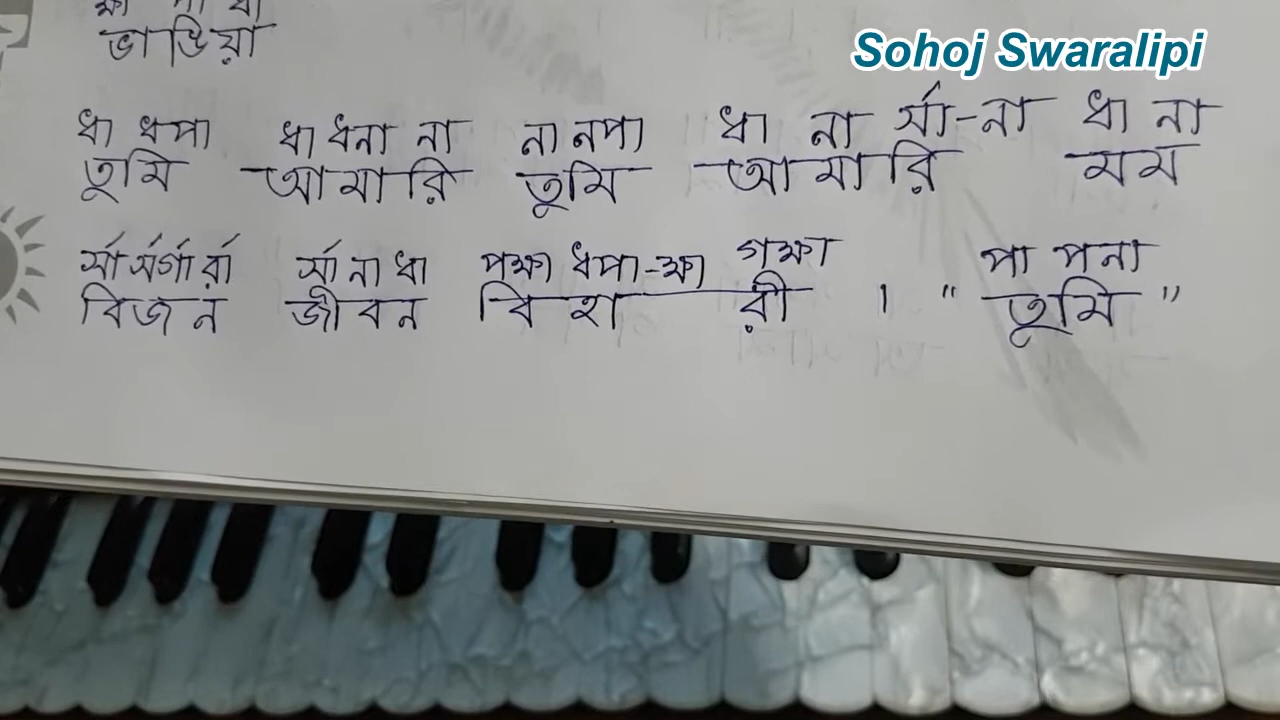 Sohoj Swaralipi
ভাঙিয়া
ধা ধপা ধা ধনা না না নপা ধা না র্সা-না ধা না
তুমি আমারি তুমি আমারি মম
র্সা র্সর্গা র্রা র্সা না ধা পক্ষা ধপা-ক্ষা গক্ষা পা পনা
বিজন জীবন বিহারী । " তুমি "